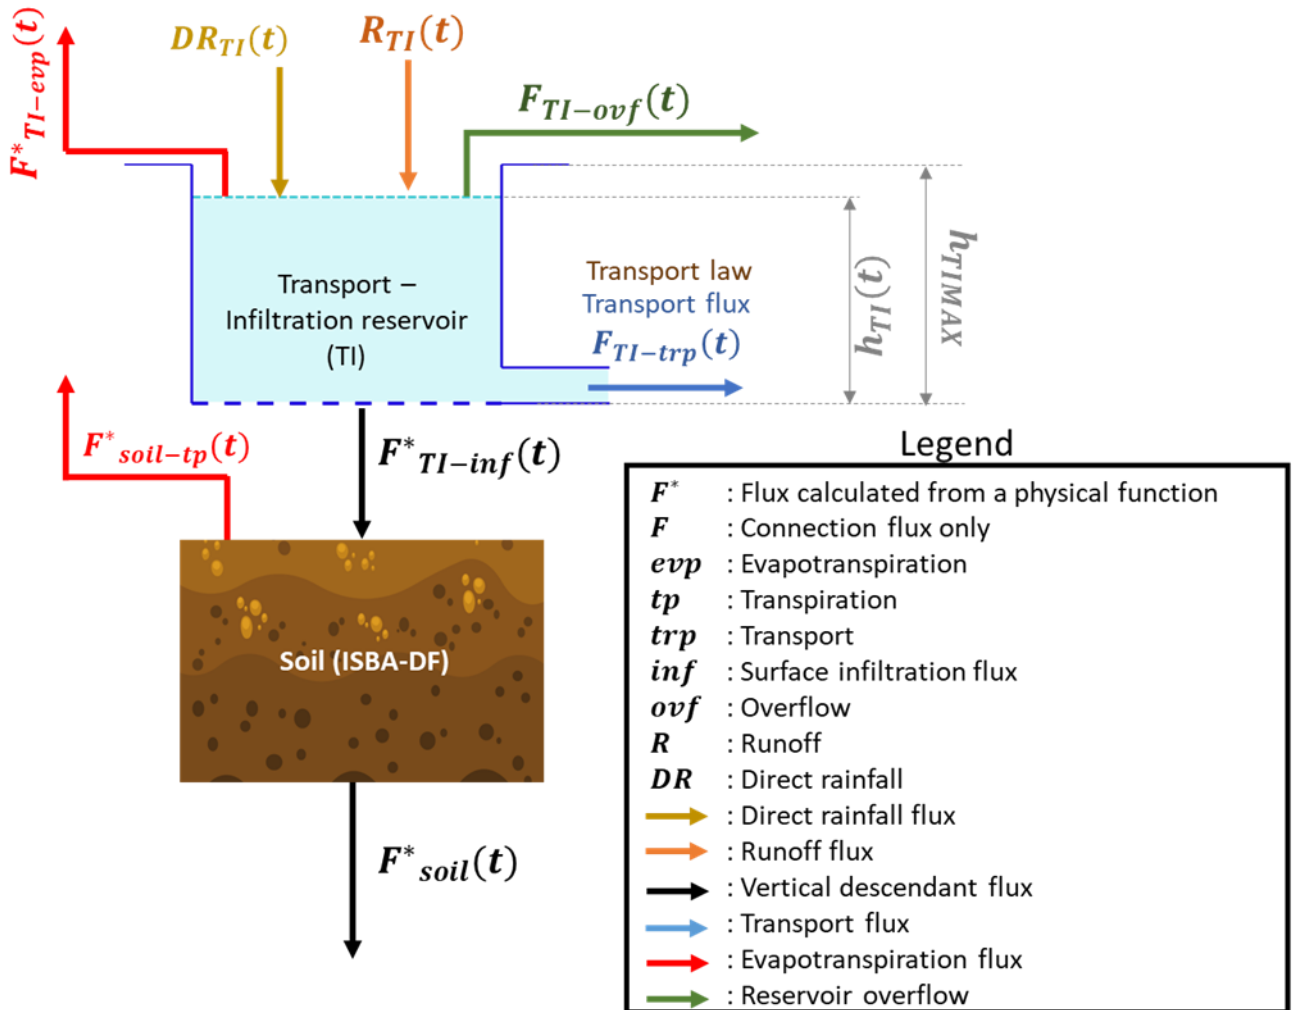 F*TI−evp(t)
DRTI(t)
RTI(t)
FTI−ovf(t)
Transport –
Infiltration reservoir
(TI)
Transport law
Transport flux
FTI−trp(t)
hTI(t)
hTIMAX
F*soil−tp(t)
F*TI−inf(t)
Soil (ISBA-DF)
F*soil(t)
Legend
F* : Flux calculated from a physical function
F : Connection flux only
evp : Evapotranspiration
tp : Transpiration
trp : Transport
inf : Surface infiltration flux
ovf : Overflow
R : Runoff
DR : Direct rainfall
: Direct rainfall flux
: Runoff flux
: Vertical descendant flux
: Transport flux
: Evapotranspiration flux
: Reservoir overflow